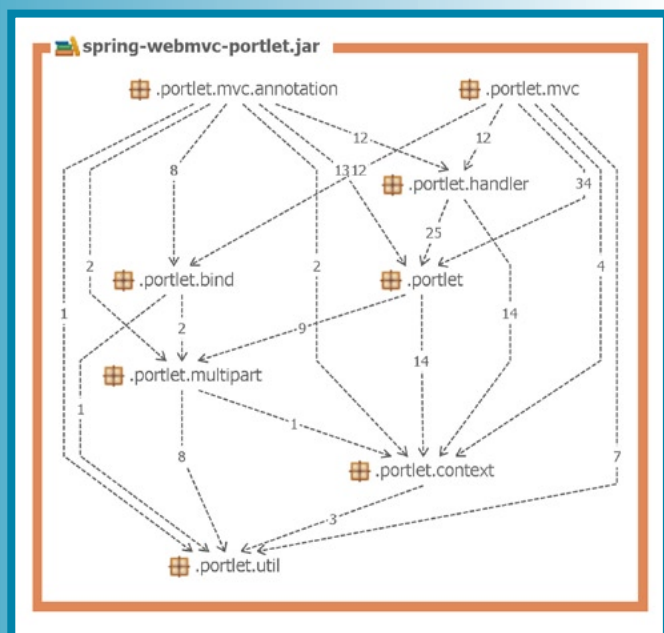 spring-webmvc-portlet.jar
.portlet.mvc.annotation .portlet.mvc
12 12
8 1312 .portlet.handler 34
25
2 2 4
.portlet.bind .portlet
1 2 9 14
14
.portlet.multipart
1 1
8 7
.portlet.context
3
.portlet.util